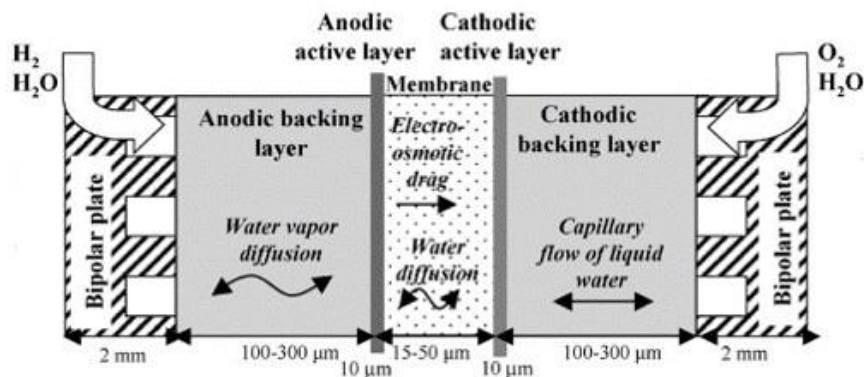 Anodic
active layer
Cathodic
active layer
H2
H2O
O2
H2O
Membrane
Anodic backing
layer
Electro-
osmotic
drag
Cathodic
backing layer
Bipolar plate
Water vapor
diffusion
Water
diffusion
Capillary
flow of liquid
water
Bipolar plate
2 mm
100-300 µm
10 µm
15-50 µm
10 µm
100-300 µm
2 mm